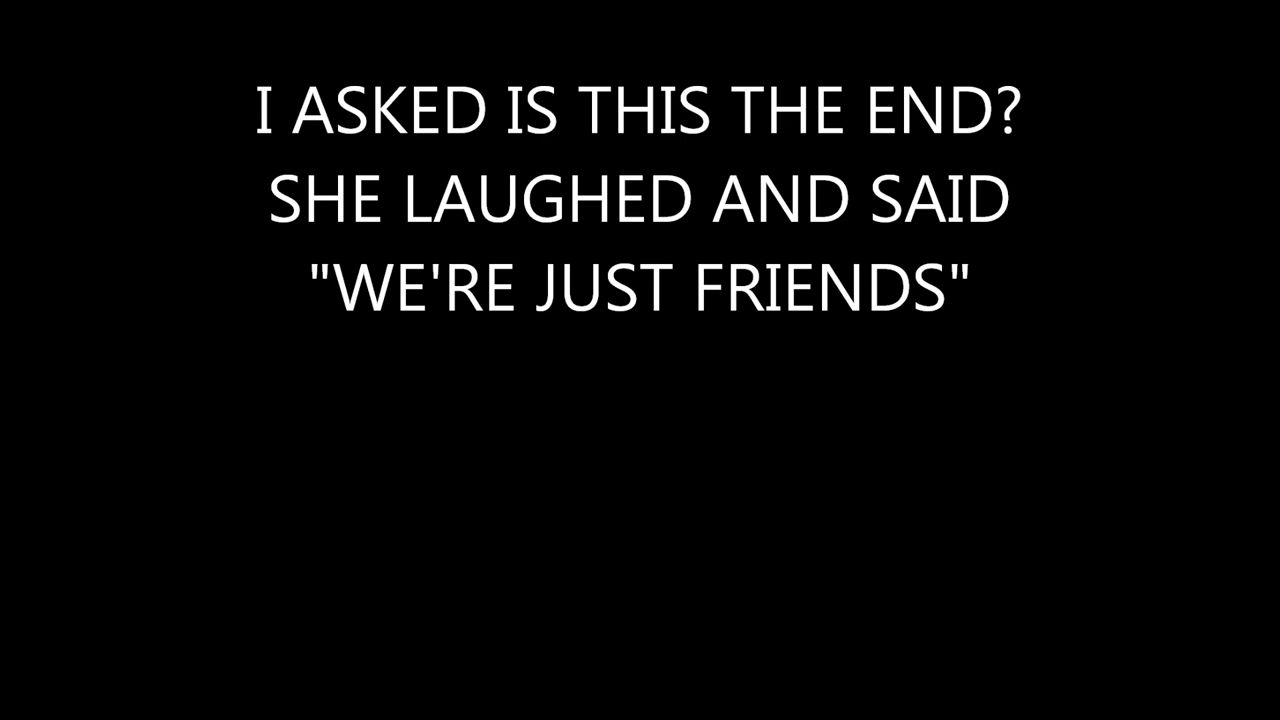 I ASKED IS THIS THE END?
SHE LAUGHED AND SAID
"WE'RE JUST FRIENDS"